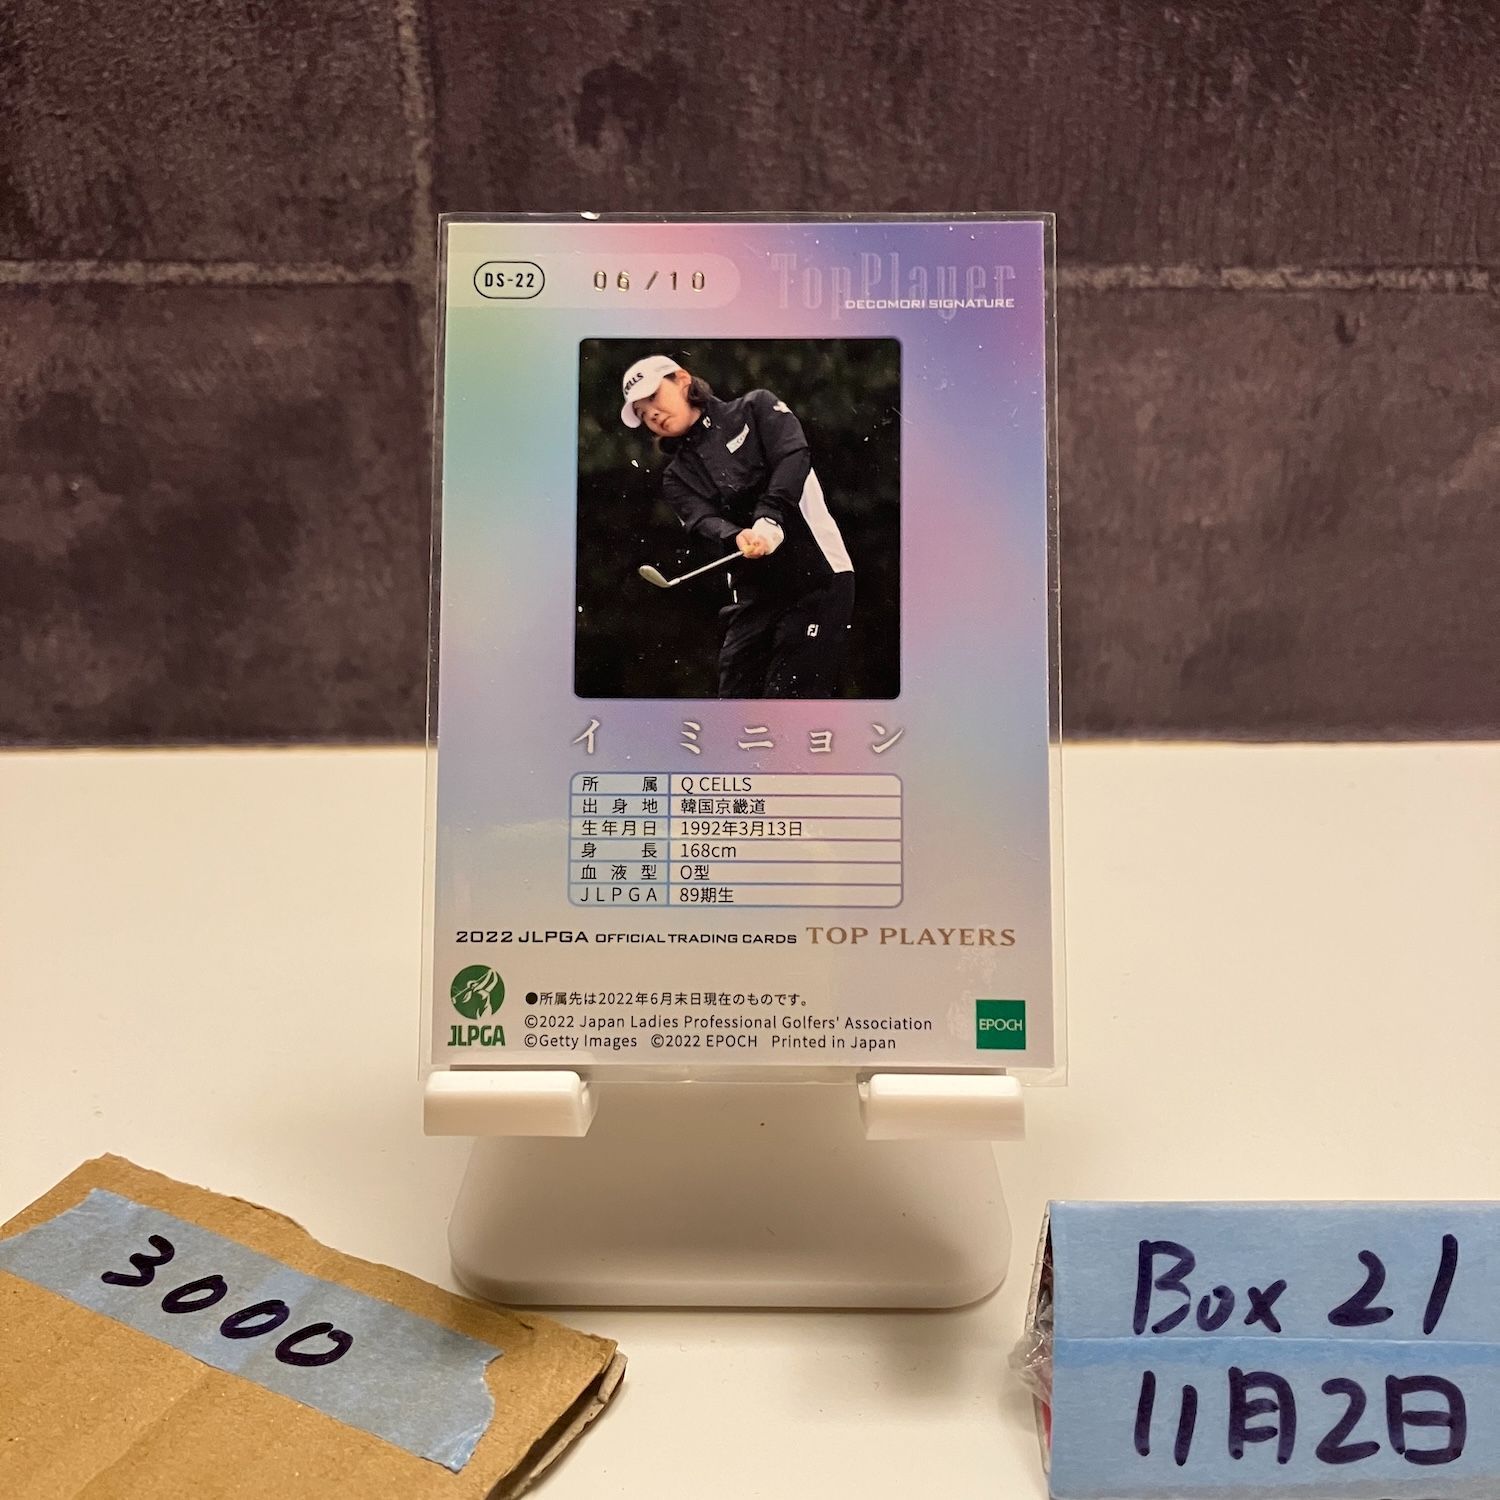 DS-22 06/10 TopPlayer
DECOMORI SIGNATURE
イ ミニョン
所属 Q CELLS
出身地 韓国京畿道
生年月日 1992年3月13日
身長 168cm
血液型 O型
JLPGA 89期生
2022 JLPGA OFFICIAL TRADING CARDS TOP PLAYERS
●所属先は2022年6月末日現在のものです。
©2022 Japan Ladies Professional Golfers' Association
©Getty Images ©2022 EPOCH Printed in Japan
JLPGA
EPOCH
3000
Box 21
11月2日